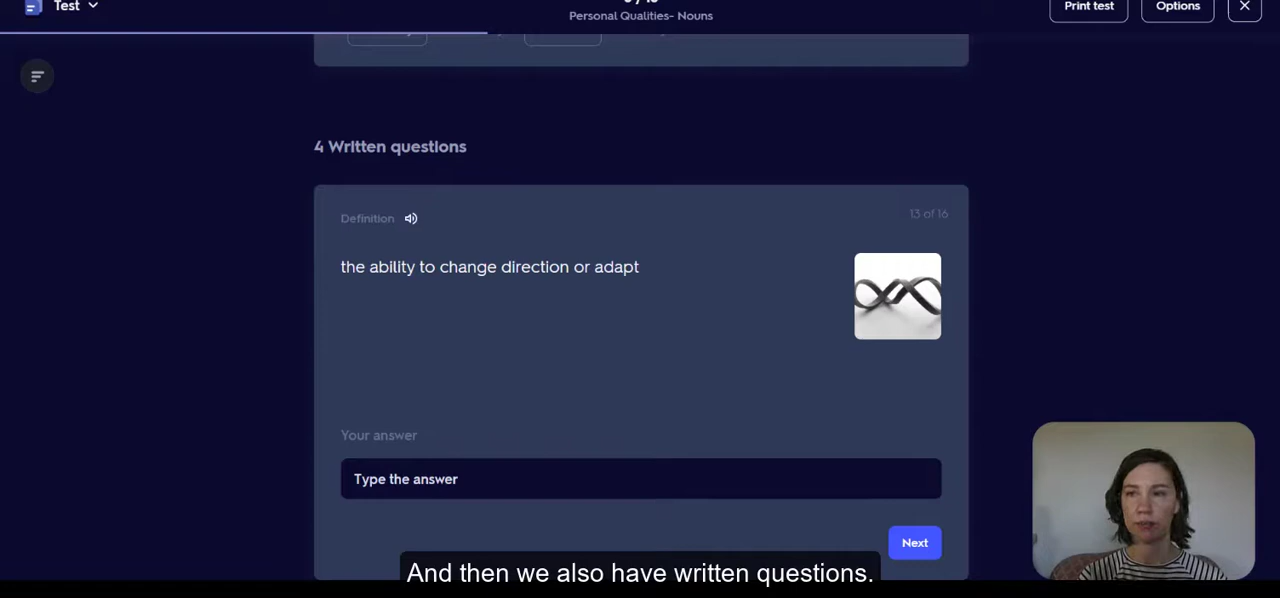 Test
Personal Qualities- Nouns
Print test
Options
4 Written questions
Definition
13 of 16
the ability to change direction or adapt
Your answer
Type the answer
Next
And then we also have written questions.